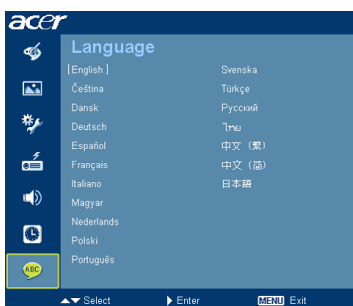 acer
Language
[ English ]
Čeština
Dansk
Deutsch
Español
Français
Italiano
Magyar
Nederlands
Polski
Português
Svenska
Türkçe
Русский
ไทย
中文 (繁)
中文 (简)
日本語
ABC
▲▼ Select ▶ Enter MENU Exit